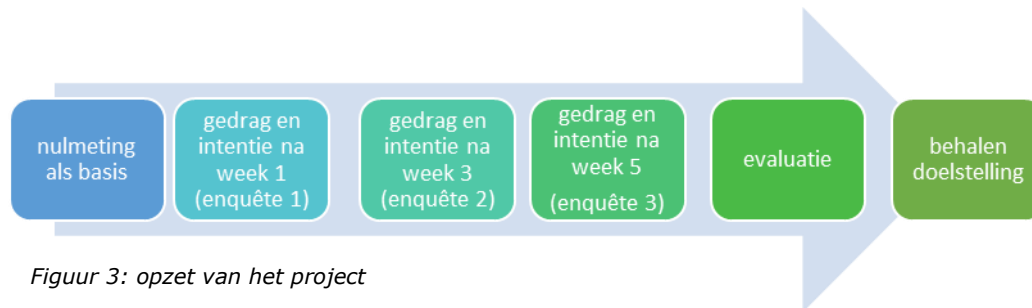 nulmeting
als basis
gedrag en
intentie na
week 1
(enquête 1)
gedrag en
intentie na
week 3
(enquête 2)
gedrag en
intentie na
week 5
(enquête 3)
evaluatie
behalen
doelstelling
Figuur 3: opzet van het project